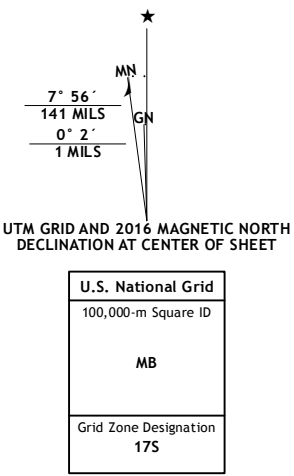 ★
MN
7° 56´
141 MILS
GN
0° 2´
1 MILS
UTM GRID AND 2016 MAGNETIC NORTH
DECLINATION AT CENTER OF SHEET
U.S. National Grid
100,000-m Square ID
MB
Grid Zone Designation
17S